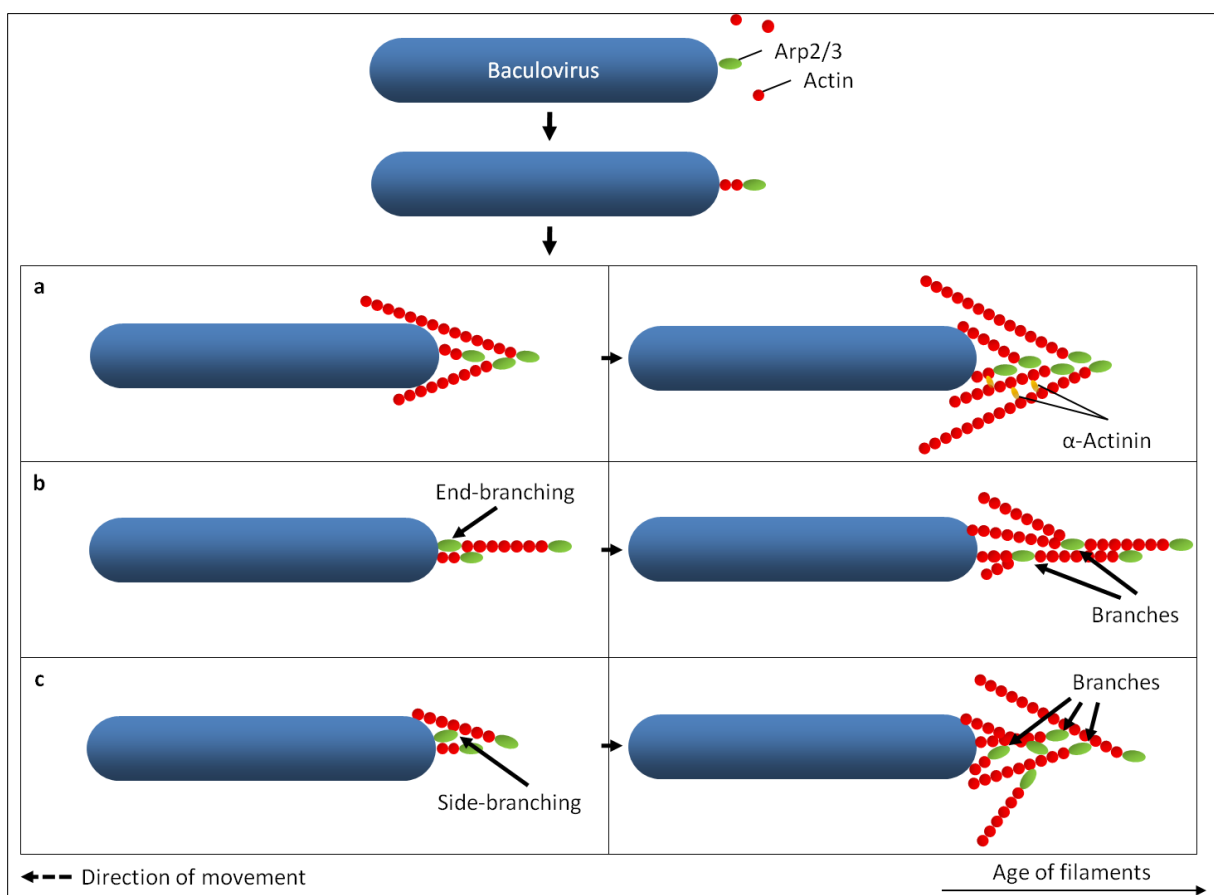 Arp2/3
Baculovirus
Actin
a
α-Actinin
b
End-branching
Branches
c
Branches
Side-branching
Direction of movement
Age of filaments